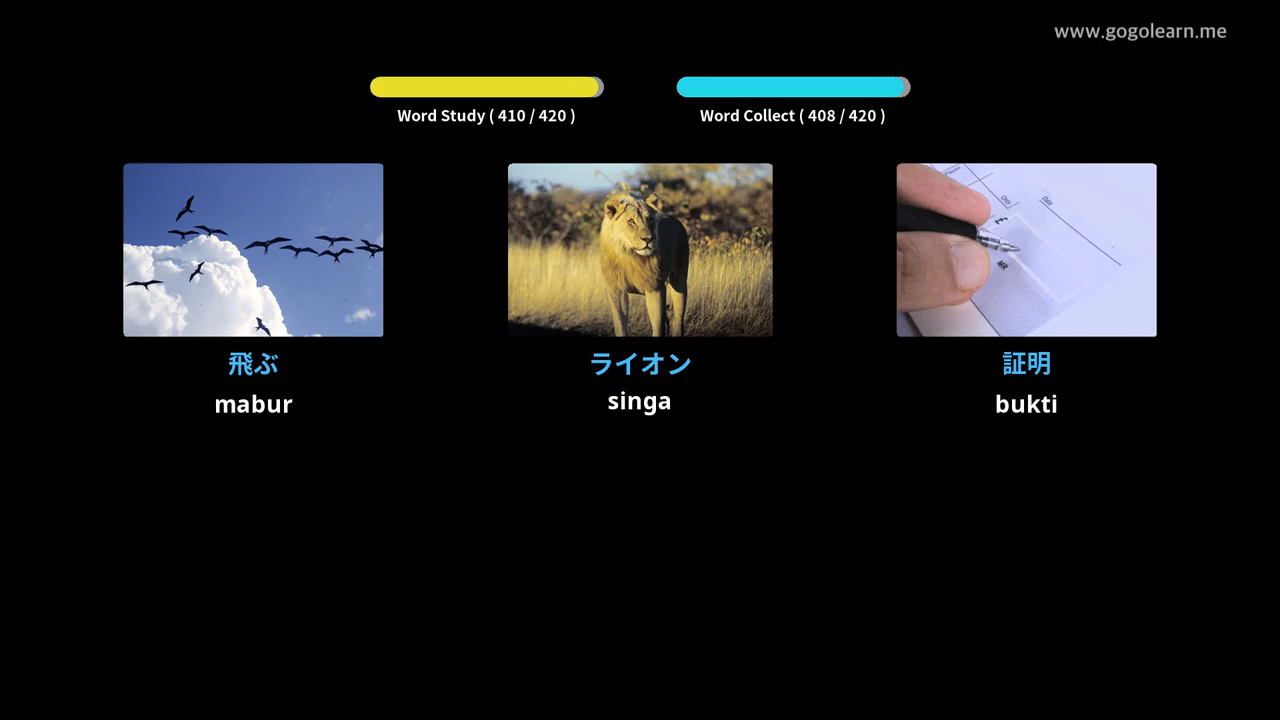 www.gogolearn.me
Word Study ( 410 / 420 )
Word Collect ( 408 / 420 )
飛ぶ
mabur
ライオン
singa
証明
bukti